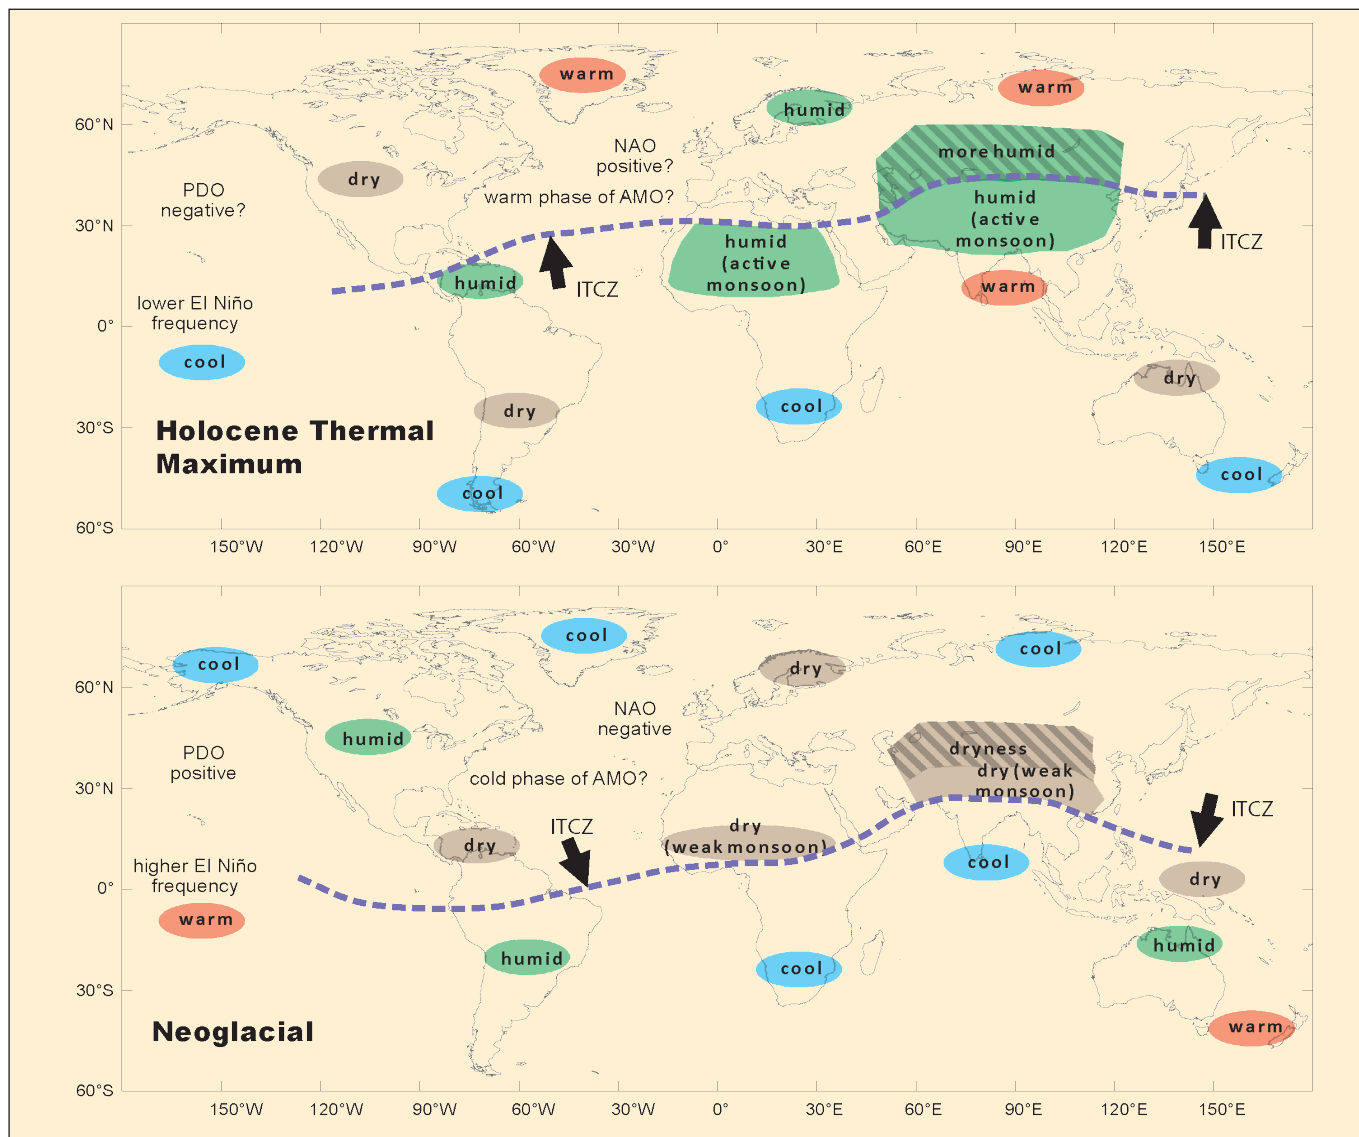 warm
warm
humid
60°N
NAO
positive?
more humid
dry
PDO
negative?
warm phase of AMO?
humid
(active
monsoon)
30°N
humid
(active
monsoon)
ITCZ
humid
ITCZ
warm
lower El Niño
frequency
0°
cool
dry
dry
cool
30°S
Holocene Thermal
Maximum
cool
cool
60°S
150°W 120°W 90°W 60°W 30°W 0° 30°E 60°E 90°E 120°E 150°E
cool
cool
cool
dry
60°N
NAO
negative
humid
PDO
positive
dryness
cold phase of AMO?
dry (weak
monsoon)
30°N
ITCZ
ITCZ
dry
(weak monsoon)
dry
cool
higher El Niño
frequency
0°
dry
warm
humid
humid
cool
30°S
Neoglacial
warm
60°S
150°W 120°W 90°W 60°W 30°W 0° 30°E 60°E 90°E 120°E 150°E